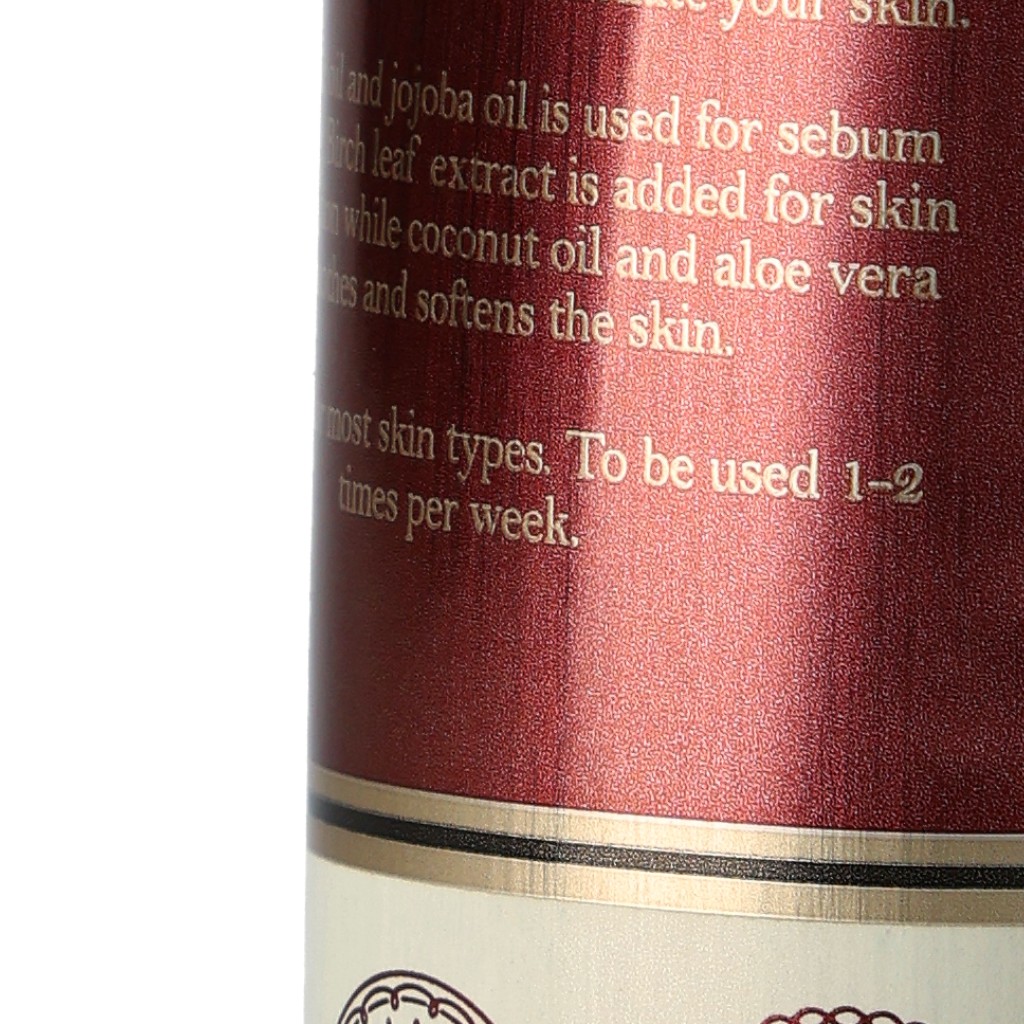 your skin.
and jojoba oil is used for sebum
Birch leaf extract is added for skin
while coconut oil and aloe vera
and softens the skin.
most skin types. To be used 1-2
times per week.